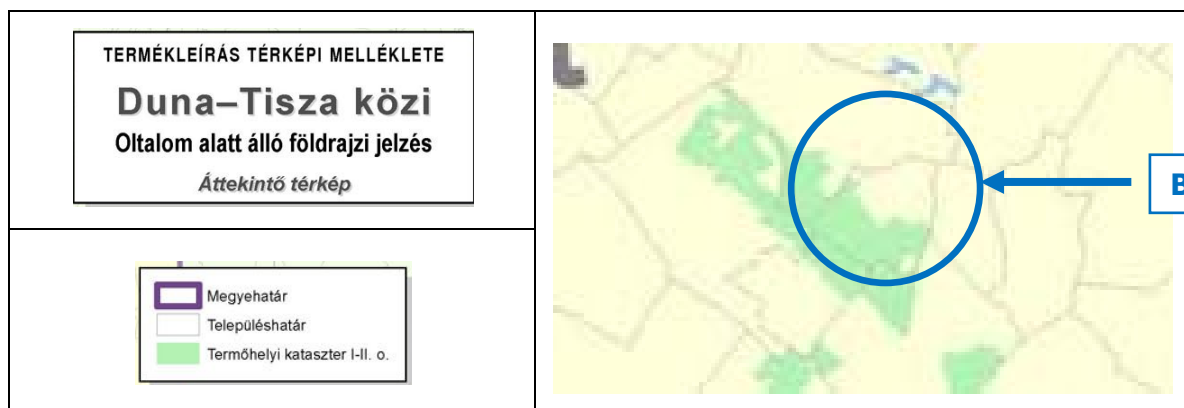 TERMÉKLEÍRÁS TÉRKÉPI MELLÉKLETE
Duna–Tisza közi
Oltalom alatt álló földrajzi jelzés
Áttekintő térkép
Megyehatár
Településhatár
Termőhelyi kataszter I-II. o.
B